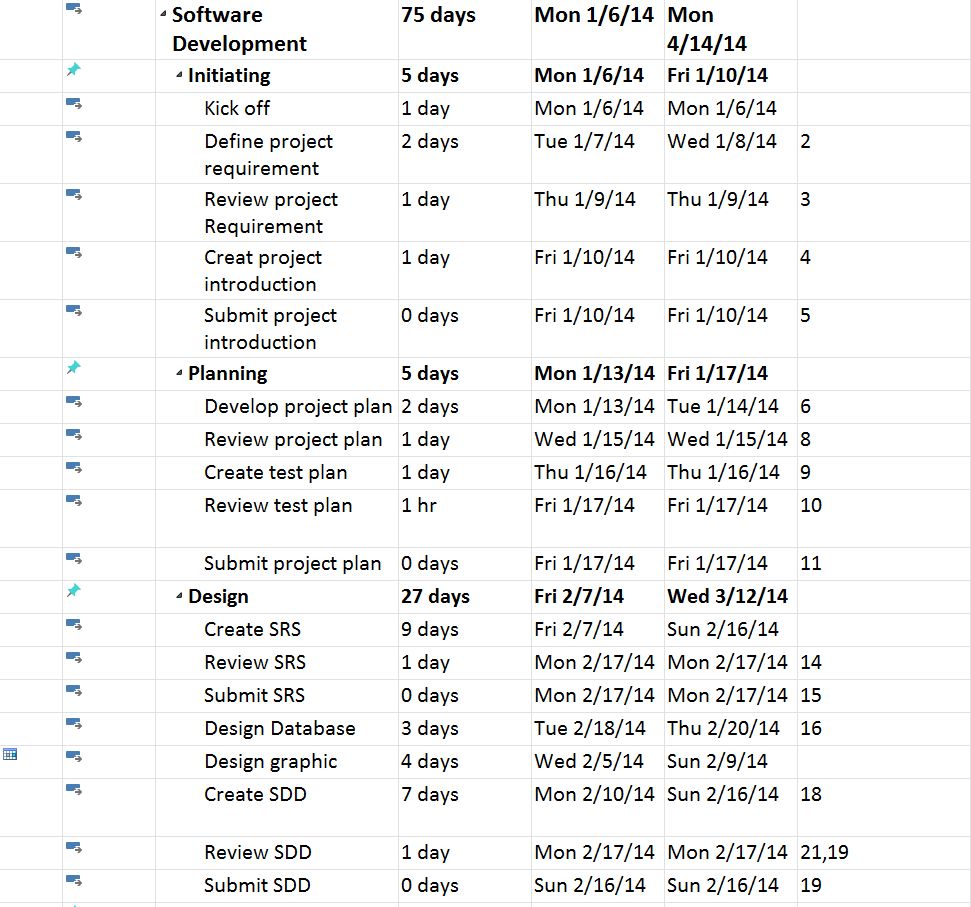 Software Development 75 days Mon 1/6/14 Mon 4/14/14
Initiating 5 days Mon 1/6/14 Fri 1/10/14
Kick off 1 day Mon 1/6/14 Mon 1/6/14
Define project requirement 2 days Tue 1/7/14 Wed 1/8/14 2
Review project Requirement 1 day Thu 1/9/14 Thu 1/9/14 3
Creat project introduction 1 day Fri 1/10/14 Fri 1/10/14 4
Submit project introduction 0 days Fri 1/10/14 Fri 1/10/14 5
Planning 5 days Mon 1/13/14 Fri 1/17/14
Develop project plan 2 days Mon 1/13/14 Tue 1/14/14 6
Review project plan 1 day Wed 1/15/14 Wed 1/15/14 8
Create test plan 1 day Thu 1/16/14 Thu 1/16/14 9
Review test plan 1 hr Fri 1/17/14 Fri 1/17/14 10
Submit project plan 0 days Fri 1/17/14 Fri 1/17/14 11
Design 27 days Fri 2/7/14 Wed 3/12/14
Create SRS 9 days Fri 2/7/14 Sun 2/16/14
Review SRS 1 day Mon 2/17/14 Mon 2/17/14 14
Submit SRS 0 days Mon 2/17/14 Mon 2/17/14 15
Design Database 3 days Tue 2/18/14 Thu 2/20/14 16
Design graphic 4 days Wed 2/5/14 Sun 2/9/14
Create SDD 7 days Mon 2/10/14 Sun 2/16/14 18
Review SDD 1 day Mon 2/17/14 Mon 2/17/14 21,19
Submit SDD 0 days Sun 2/16/14 Sun 2/16/14 19